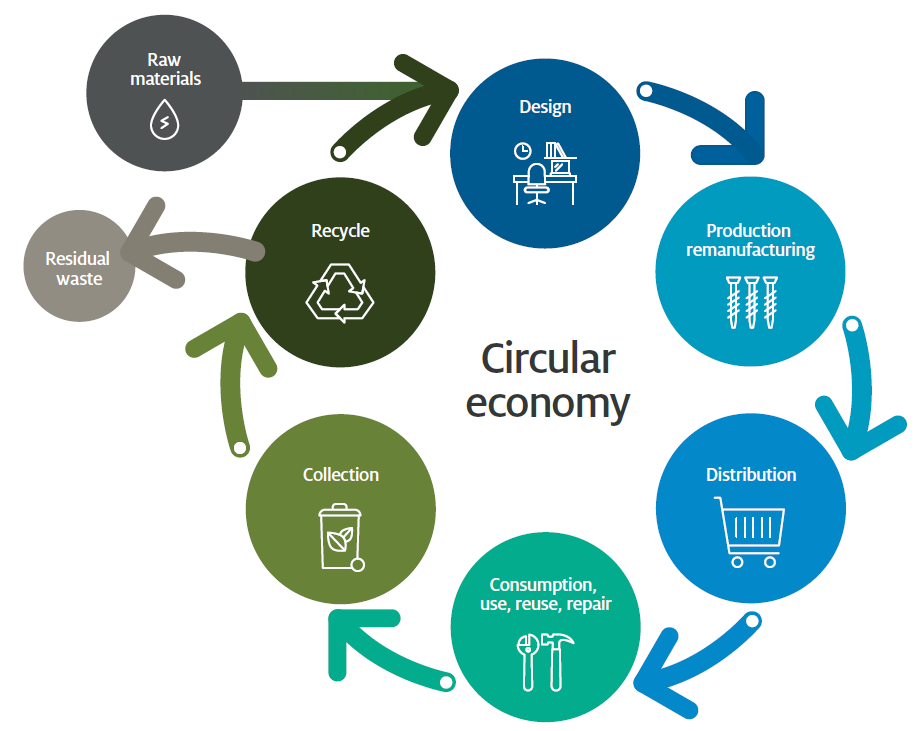 Raw
materials
Design
Production
remanufacturing
Distribution
Consumption,
use, reuse, repair
Collection
Recycle
Residual
waste
Circular
economy